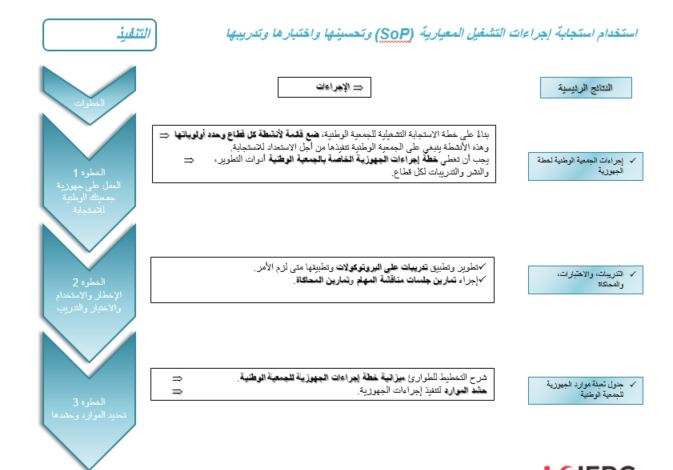 استخدام استجابة إجراءات التشغيل المعيارية (SoP) وتحسينها واختبارها وتدريبها
التنفيذ
النتائج الرئيسية
⇒ الإجراءات
الخطوات
الخطوة 1
العمل على جهوزية
جمعيتك الوطنية
للاستجابة
بناءً على خطة الاستجابة التشغيلية للجمعية الوطنية، ضع قائمة لأنشطة كل قطاع وحدد أولوياتها ⇒
وهذه الأنشطة ينبغي على الجمعية الوطنية تنفيذها من أجل الاستعداد للاستجابة.
يجب أن تغطي خطة إجراءات الجهوزية الخاصة بالجمعية الوطنية أدوات التطوير، ⇒
والنشر والتدريبات لكل قطاع.
✓ إجراءات الجمعية الوطنية لخطة
الجهوزية
الخطوة 2
الإخطار والاستخدام
والاختبار والتدريب
✓تطوير وتطبيق تدريبات على البروتوكولات وتطبيقها متى لزم الأمر.
✓إجراء تمارين جلسات مناقشة المهام وتمارين المحاكاة.
✓ التدريبات، والاختبارات،
والمحاكاة
الخطوة 3
تحديد الموارد وحشدها
شرح التخطيط للطوارئ ميزانية خطة إجراءات الجهوزية للجمعية الوطنية. ⇒
حشد الموارد لتنفيذ إجراءات الجهوزية. ⇒
✓ جدول تعبئة موارد الجهوزية
للجمعية الوطنية